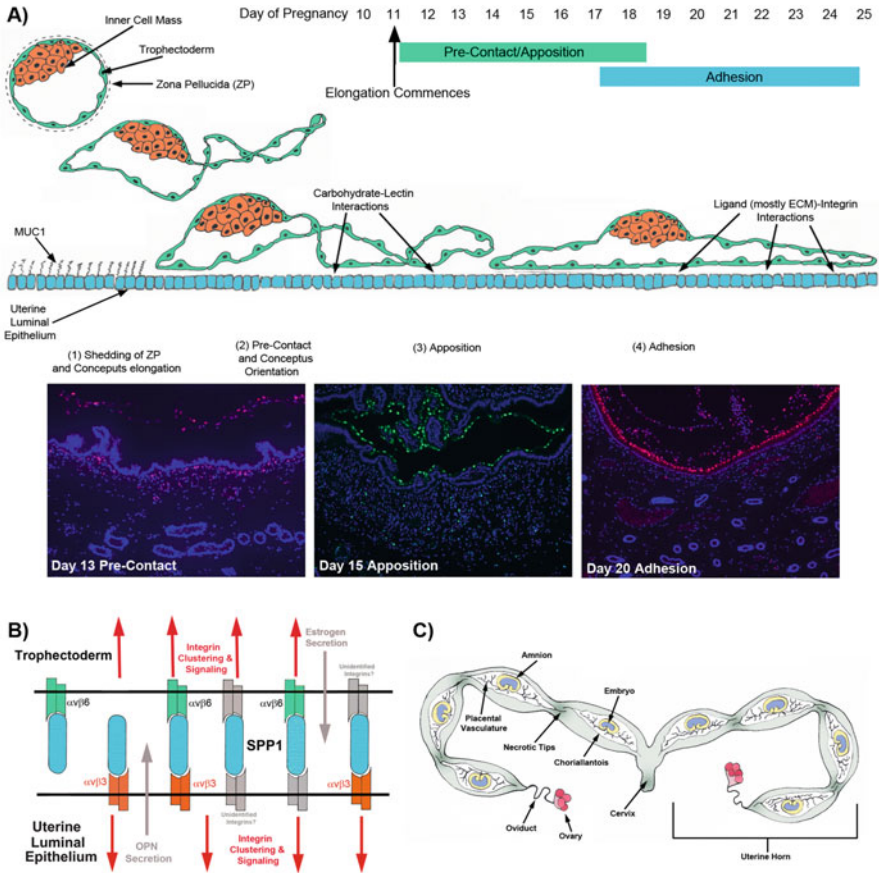 A)
Day of Pregnancy 10 11 12 13 14 15 16 17 18 19 20 21 22 23 24 25
Inner Cell Mass
Trophectoderm
Zona Pellucida (ZP)
Pre-Contact/Apposition
Adhesion
Elongation Commences
Carbohydrate-Lectin
Interactions
Ligand (mostly ECM)-Integrin
Interactions
MUC1
Uterine
Luminal
Epithelium
(1) Shedding of ZP
and Conceputs elongation
(2) Pre-Contact
and Conceptus
Orientation
(3) Apposition
(4) Adhesion
Day 13 Pre-Contact
Day 15 Apposition
Day 20 Adhesion
B)
Trophectoderm
Integrin
Clustering &
Signaling
Estrogen
Secretion
Unidentified
Integrins?
αvβ6
αvβ6
αvβ6
SPP1
αvβ3
αvβ3
αvβ3
Unidentified
Integrins?
Uterine
Luminal
Epithelium
OPN
Secretion
Integrin
Clustering &
Signaling
C)
Amnion
Embryo
Placental
Vasculature
Necrotic Tips
Choriallantois
Cervix
Oviduct
Ovary
Uterine Horn